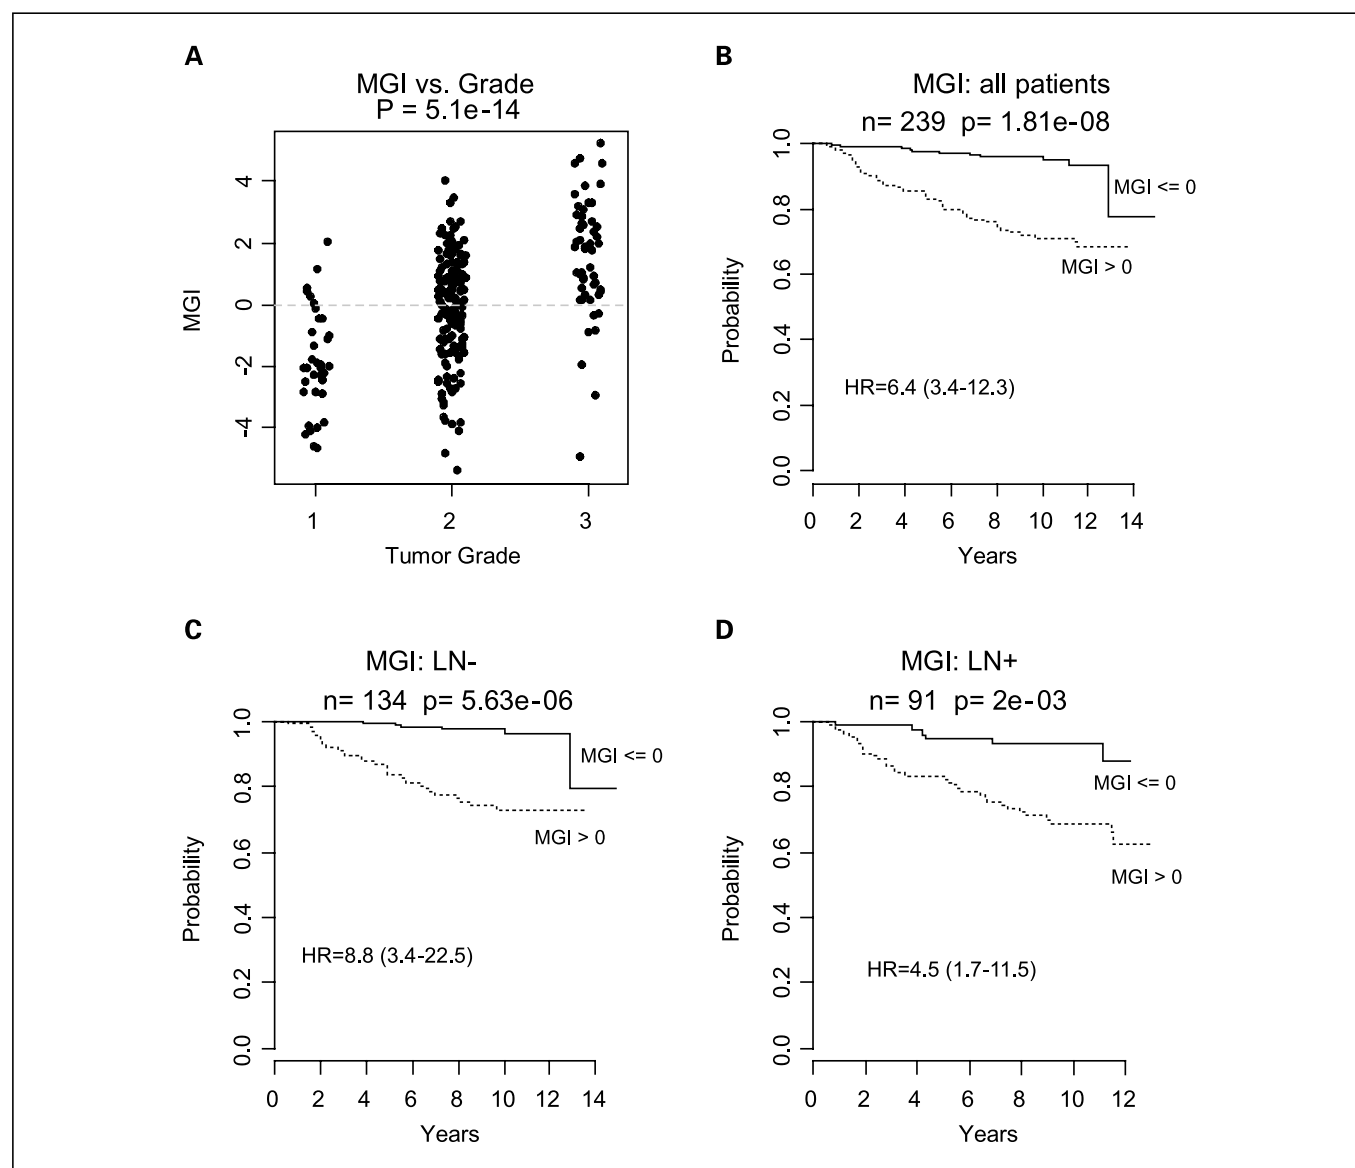 A
MGI vs. Grade
P = 5.1e-14
MGI
4
2
0
-2
-4
1
2
3
Tumor Grade
B
MGI: all patients
n= 239 p= 1.81e-08
Probability
1.0
0.8
0.6
0.4
0.2
0.0
MGI <= 0
MGI > 0
HR=6.4 (3.4-12.3)
0 2 4 6 8 10 12 14
Years
C
MGI: LN-
n= 134 p= 5.63e-06
Probability
1.0
0.8
0.6
0.4
0.2
0.0
MGI <= 0
MGI > 0
HR=8.8 (3.4-22.5)
0 2 4 6 8 10 12 14
Years
D
MGI: LN+
n= 91 p= 2e-03
Probability
1.0
0.8
0.6
0.4
0.2
0.0
MGI <= 0
MGI > 0
HR=4.5 (1.7-11.5)
0 2 4 6 8 10 12
Years